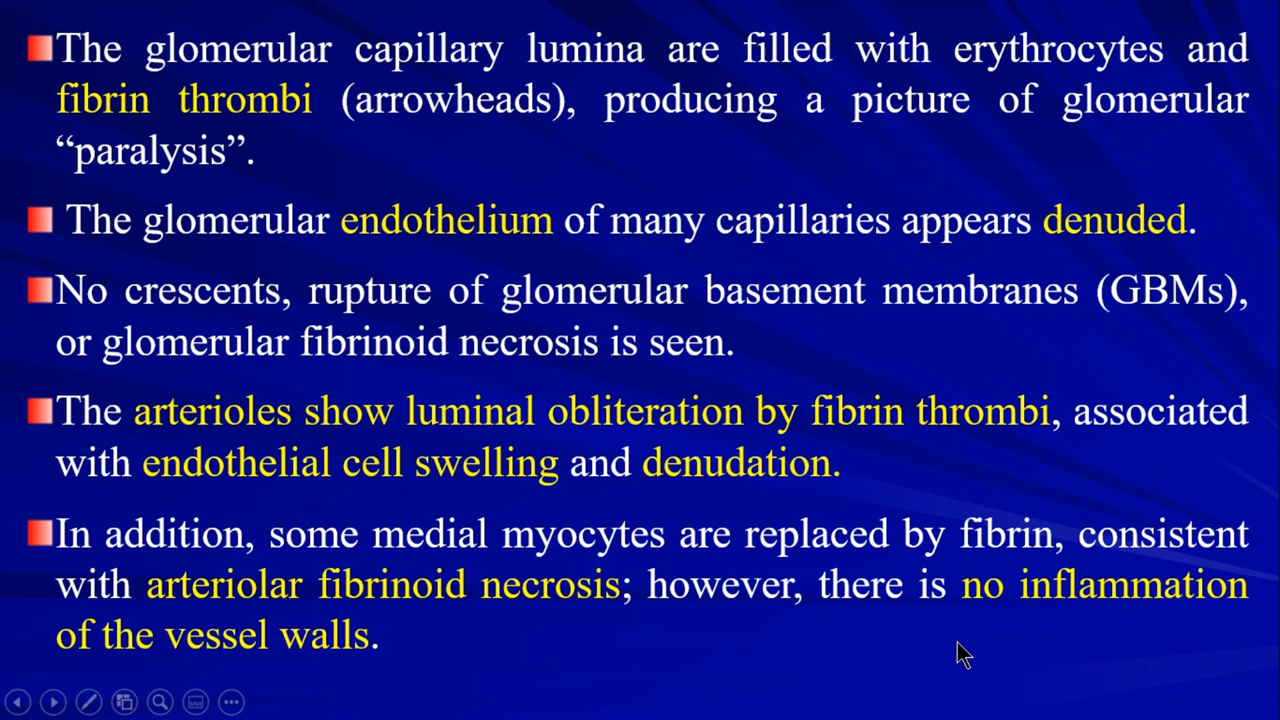 The glomerular capillary lumina are filled with erythrocytes and
fibrin thrombi (arrowheads), producing a picture of glomerular
“paralysis”.
The glomerular endothelium of many capillaries appears denuded.
No crescents, rupture of glomerular basement membranes (GBMs),
or glomerular fibrinoid necrosis is seen.
The arterioles show luminal obliteration by fibrin thrombi, associated
with endothelial cell swelling and denudation.
In addition, some medial myocytes are replaced by fibrin, consistent
with arteriolar fibrinoid necrosis; however, there is no inflammation
of the vessel walls.